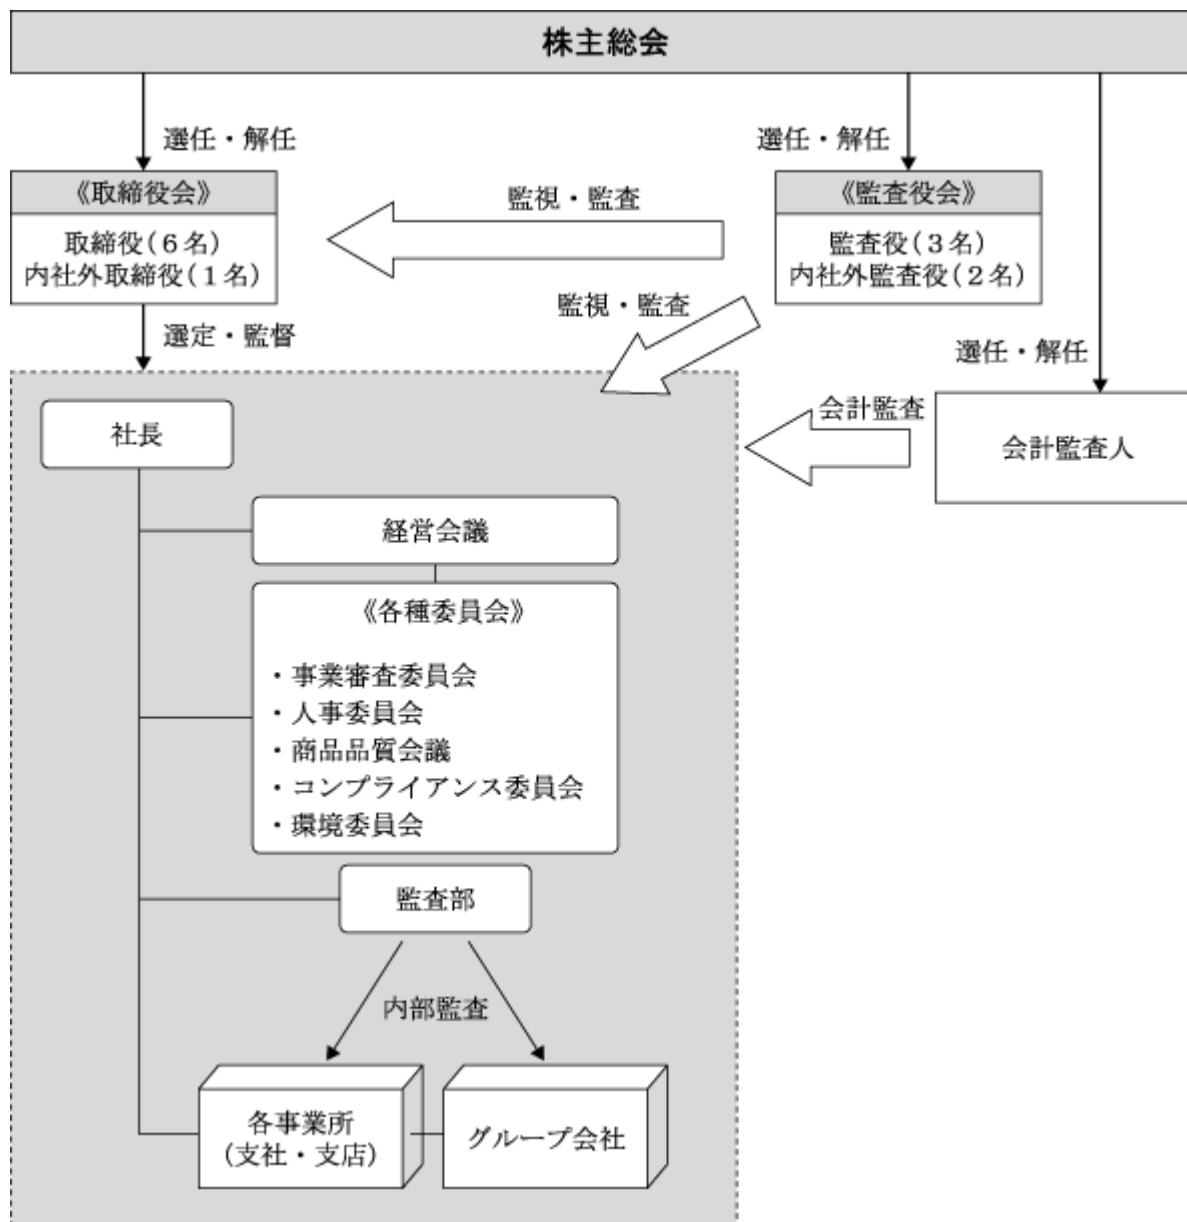 株主総会
選任・解任
選任・解任
《取締役会》
取締役(6名)
内社外取締役(1名)
監視・監査
《監査役会》
監査役(3名)
内社外監査役(2名)
選定・監督
監視・監査
選任・解任
会計監査
会計監査人
社長
経営会議
《各種委員会》
・事業審査委員会
・人事委員会
・商品品質会議
・コンプライアンス委員会
・環境委員会
監査部
内部監査
各事業所
(支社・支店)
グループ会社